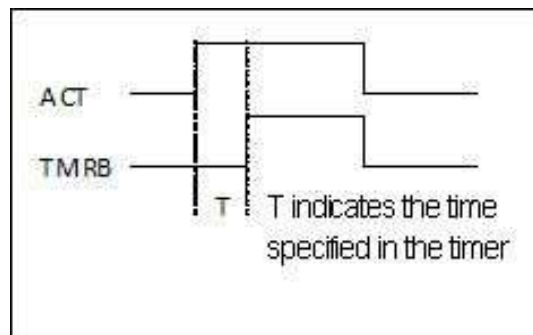 ACT
TMRB
T
T indicates the time
specified in the timer